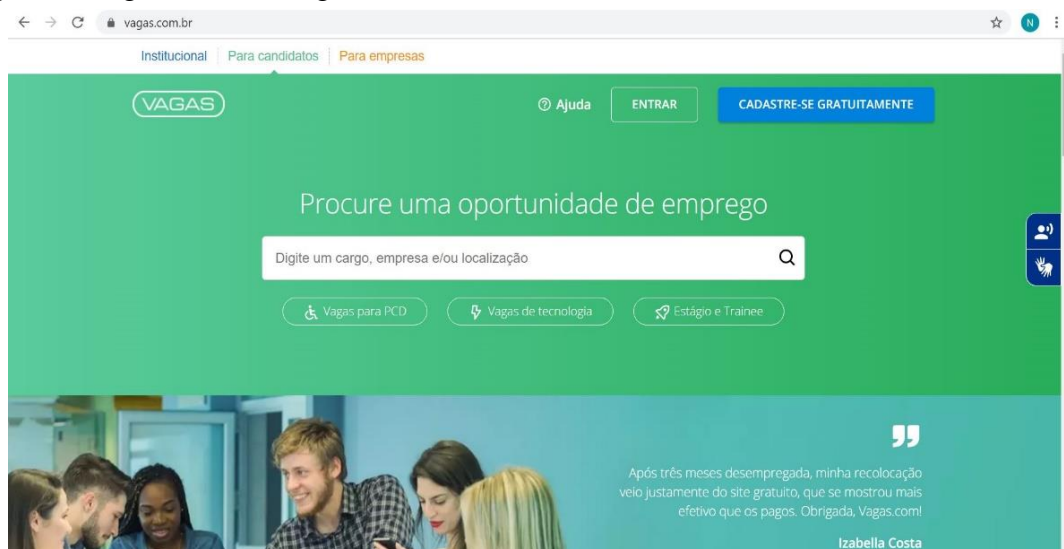 vagas.com.br
N
Institucional Para candidatos Para empresas
VAGAS
Ajuda ENTRAR CADASTRE-SE GRATUITAMENTE
Procure uma oportunidade de emprego
Digite um cargo, empresa e/ou localização
Vagas para PCD Vagas de tecnologia Estágio e Trainee
Após três meses desempregada, minha recolocação
veio justamente do site gratuito, que se mostrou mais
efetivo que os pagos. Obrigada, Vagas.com!
Izabella Costa